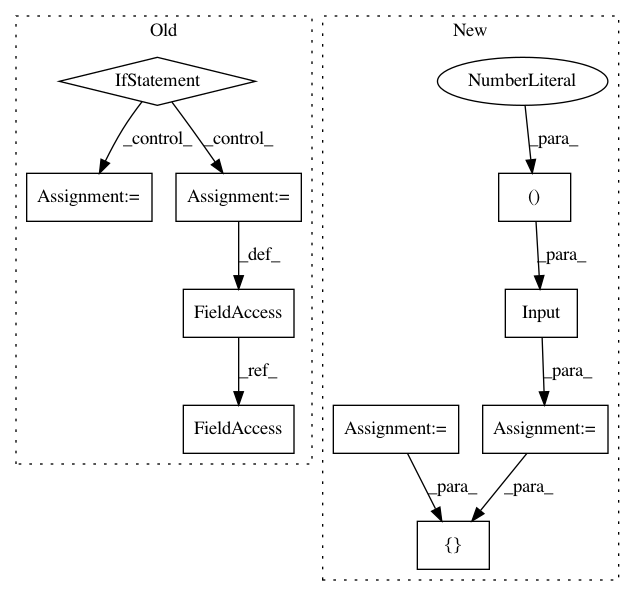 Old
New
IfStatement
NumberLiteral
_control_
_control_
_para_
Assignment:=
Assignment:=
()
_def_
_para_
FieldAccess
Input
_ref_
_para_
FieldAccess
Assignment:=
Assignment:=
_para_
_para_
{}